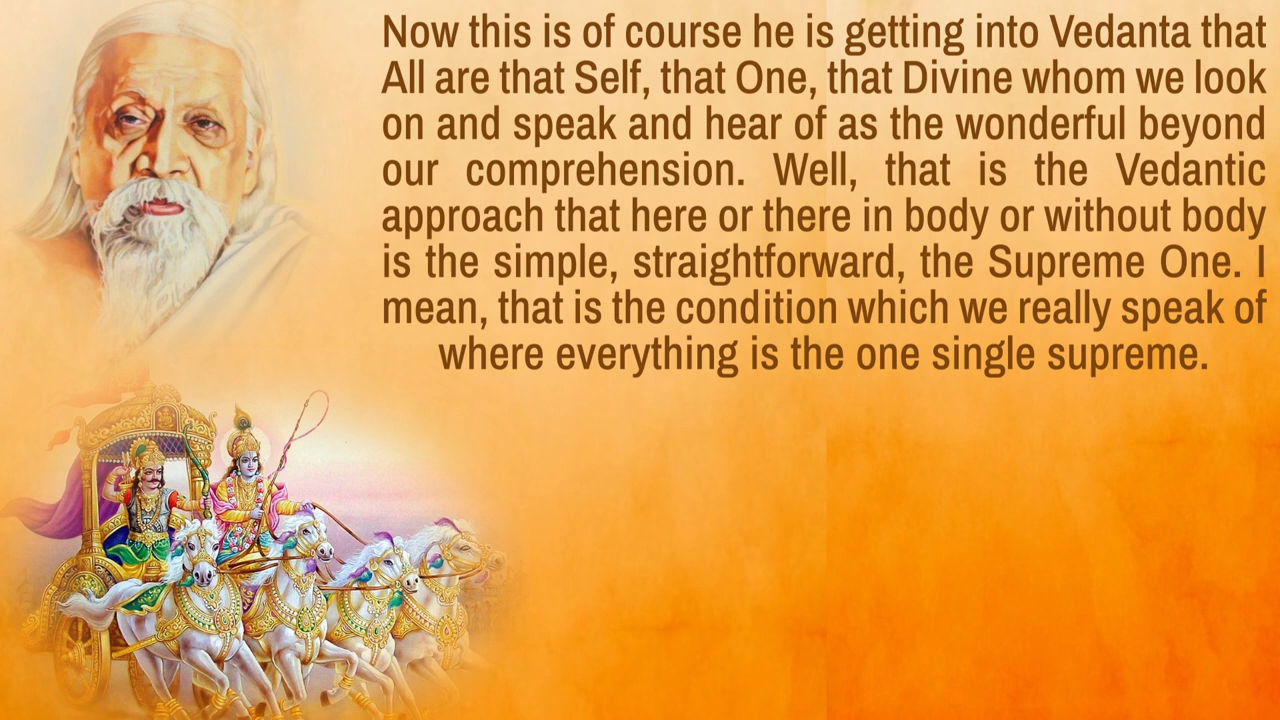 Now this is of course he is getting into Vedanta that
All are that Self, that One, that Divine whom we look
on and speak and hear of as the wonderful beyond
our comprehension. Well, that is the Vedantic
approach that here or there in body or without body
is the simple, straightforward, the Supreme One. I
mean, that is the condition which we really speak of
where everything is the one single supreme.